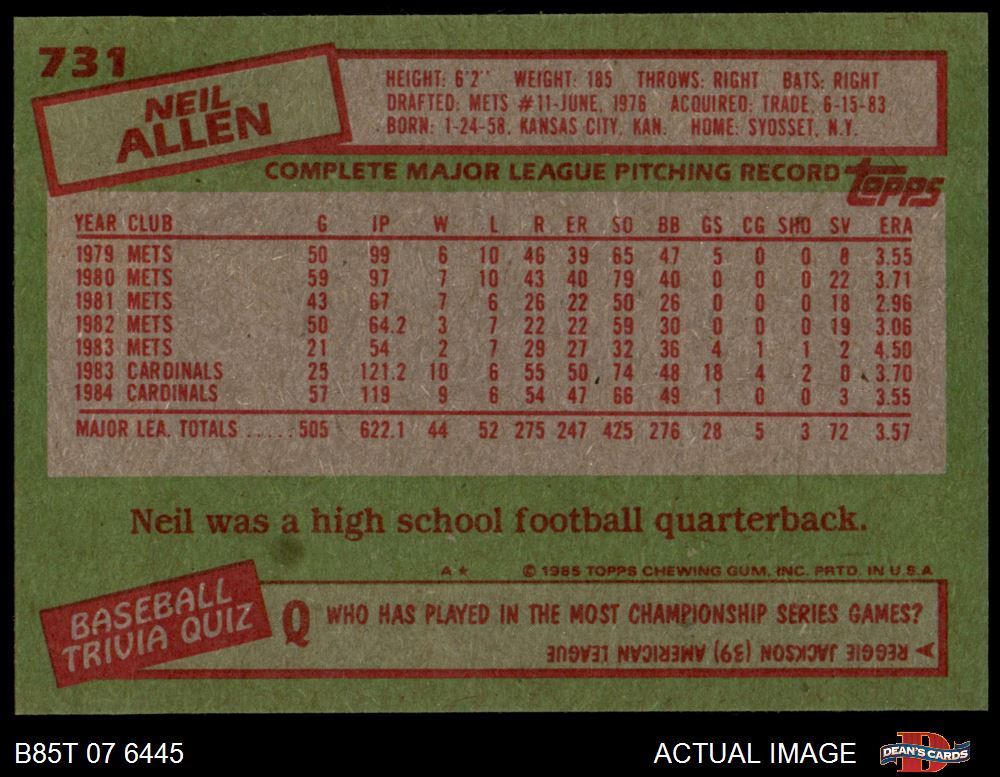 731
NEIL
ALLEN
HEIGHT: 6'2" WEIGHT: 185 THROWS: RIGHT BATS: RIGHT
DRAFTED: METS #11-JUNE, 1976 ACQUIRED: TRADE, 6-15-83
BORN: 1-24-58, KANSAS CITY, KAN. HOME: SYOSSET, N.Y.
COMPLETE MAJOR LEAGUE PITCHING RECORD topps
YEAR CLUB G IP W L R ER SO BB GS CG SHO SV ERA
1979 METS 50 99 6 10 46 39 65 47 5 0 0 8 3.55
1980 METS 59 97 7 10 43 40 79 40 0 0 0 22 3.71
1981 METS 43 67 7 6 26 22 50 26 0 0 0 18 2.96
1982 METS 50 64.2 3 7 22 22 59 30 0 0 0 19 3.06
1983 METS 21 54 2 7 29 27 32 36 4 1 1 2 4.50
1983 CARDINALS 25 121.2 10 6 55 50 74 48 18 4 2 0 3.70
1984 CARDINALS 57 119 9 6 54 47 66 49 1 0 0 3 3.55
MAJOR LEA. TOTALS ..... 505 622.1 44 52 275 247 425 276 28 5 3 72 3.57
Neil was a high school football quarterback.
A* © 1985 TOPPS CHEWING GUM, INC. PRTD. IN U.S.A
BASEBALL
TRIVIA QUIZ
Q WHO HAS PLAYED IN THE MOST CHAMPIONSHIP SERIES GAMES?
A REGGIE JACKSON (39) AMERICAN LEAGUE
B85T 07 6445 ACTUAL IMAGE D DEAN'S CARDS